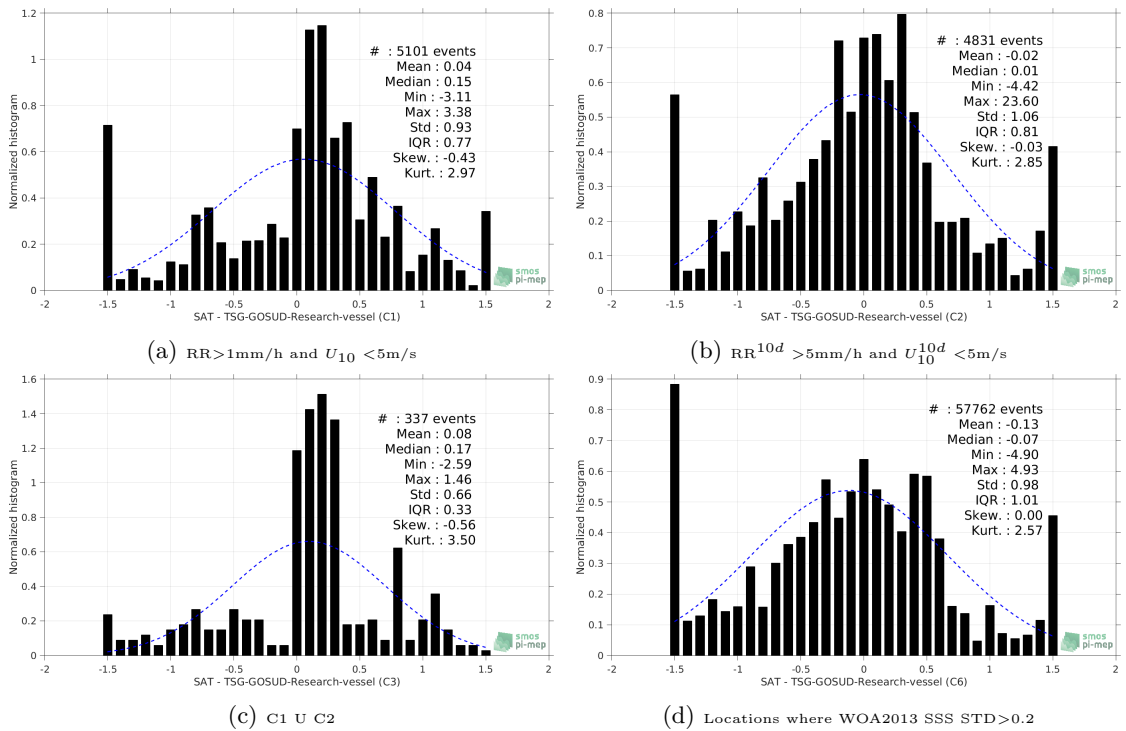 1.2
1
0.8
0.6
0.4
0.2
0
Normalized histogram
# : 5101 events
Mean : 0.04
Median : 0.15
Min : -3.11
Max : 3.38
Std : 0.93
IQR : 0.77
Skew. : -0.43
Kurt. : 2.97
smos
pi-mep
-2 -1.5 -1 -0.5 0 0.5 1 1.5 2
SAT - TSG-GOSUD-Research-vessel (C1)
(a) RR>1mm/h and U10 <5m/s
0.8
0.7
0.6
0.5
0.4
0.3
0.2
0.1
0
Normalized histogram
# : 4831 events
Mean : -0.02
Median : 0.01
Min : -4.42
Max : 23.60
Std : 1.06
IQR : 0.81
Skew. : -0.03
Kurt. : 2.85
smos
pi-mep
-2 -1.5 -1 -0.5 0 0.5 1 1.5 2
SAT - TSG-GOSUD-Research-vessel (C2)
(b) RR10d >5mm/h and U10d10 <5m/s
1.6
1.4
1.2
1
0.8
0.6
0.4
0.2
0
Normalized histogram
# : 337 events
Mean : 0.08
Median : 0.17
Min : -2.59
Max : 1.46
Std : 0.66
IQR : 0.33
Skew. : -0.56
Kurt. : 3.50
smos
pi-mep
-2 -1.5 -1 -0.5 0 0.5 1 1.5 2
SAT - TSG-GOSUD-Research-vessel (C3)
(c) C1 U C2
0.9
0.8
0.7
0.6
0.5
0.4
0.3
0.2
0.1
0
Normalized histogram
# : 57762 events
Mean : -0.13
Median : -0.07
Min : -4.90
Max : 4.93
Std : 0.98
IQR : 1.01
Skew. : 0.00
Kurt. : 2.57
smos
pi-mep
-2 -1.5 -1 -0.5 0 0.5 1 1.5 2
SAT - TSG-GOSUD-Research-vessel (C6)
(d) Locations where WOA2013 SSS STD>0.2